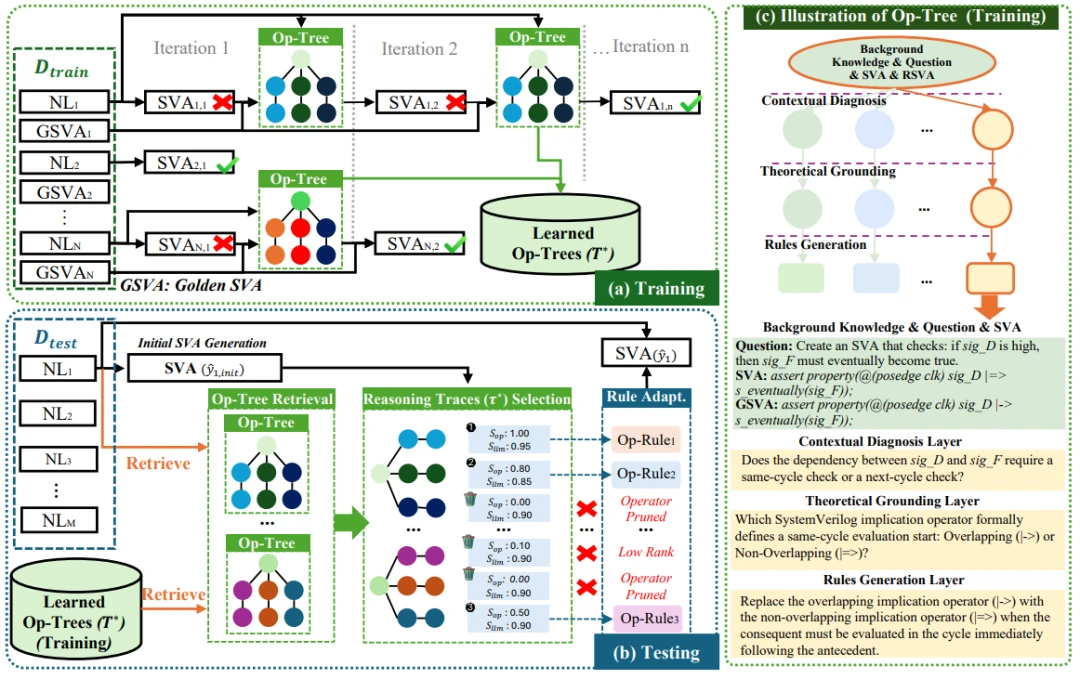 D_train
NL₁
GSVA₁
NL₂
GSVA₂
⋮
NL_N
GSVA_N
Iteration 1
Iteration 2
... Iteration n
Op-Tree
Op-Tree
SVA₁,₁
SVA₁,₂
SVA₁,n
SVA₂,₁
Op-Tree
SVA_N,₁
SVA_N,₂
Learned
Op-Trees (T*)
GSVA: Golden SVA
(a) Training
D_test
NL₁
NL₂
NL₃
⋮
NL_M
Initial SVA Generation
SVA (ŷ₁,init)
SVA(ŷ₁)
Retrieve
Retrieve
Learned
Op-Trees (T*)
(Training)
Op-Tree Retrieval
Op-Tree
...
Op-Tree
Reasoning Traces (τ*) Selection
1
S_op: 1.00
S_llm: 0.95
2
S_op: 0.80
S_llm: 0.85
S_op: 0.00
S_llm: 0.90
... ...
S_op: 0.10
S_llm: 0.90
S_op: 0.00
S_llm: 0.90
3
S_op: 0.50
S_llm: 0.90
Rule Adapt.
Op-Rule₁
Op-Rule₂
Operator
Pruned
... ...
Low Rank
Operator
Pruned
Op-Rule₃
(b) Testing
(c) Illustration of Op-Tree (Training)
Background
Knowledge & Question
& SVA & RSVA
Contextual Diagnosis
...
Theoretical Grounding
...
Rules Generation
...
Background Knowledge & Question & SVA
Question: Create an SVA that checks: if sig_D is high,
then sig_F must eventually become true.
SVA: assert property(@(posedge clk) sig_D |=>
s_eventually(sig_F));
GSVA: assert property(@(posedge clk) sig_D |->
s_eventually(sig_F));
Contextual Diagnosis Layer
Does the dependency between sig_D and sig_F require a
same-cycle check or a next-cycle check?
Theoretical Grounding Layer
Which SystemVerilog implication operator formally
defines a same-cycle evaluation start: Overlapping (|->) or
Non-Overlapping (|=>)?
Rules Generation Layer
Replace the overlapping implication operator (|->) with
the non-overlapping implication operator (|=>) when the
consequent must be evaluated in the cycle immediately
following the antecedent.